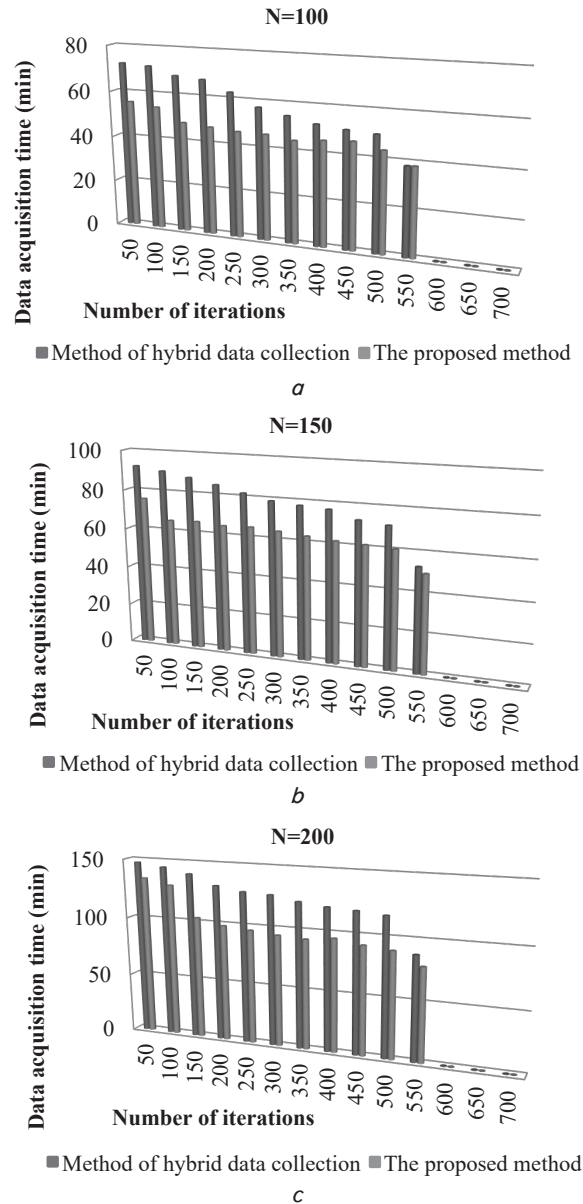 N=100
80
60
40
20
0
Data acquisition time (min)
50 100 150 200 250 300 350 400 450 500 550 600 650 700
Number of iterations
Method of hybrid data collection The proposed method
a
N=150
100
80
60
40
20
0
Data acquisition time (min)
50 100 150 200 250 300 350 400 450 500 550 600 650 700
Number of iterations
Method of hybrid data collection The proposed method
b
N=200
150
100
50
0
Data acquisition time (min)
50 100 150 200 250 300 350 400 450 500 550 600 650 700
Number of iterations
Method of hybrid data collection The proposed method
c